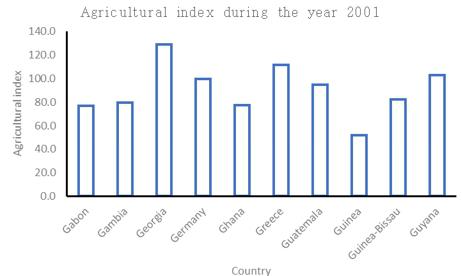 Agricultural index during the year 2001
Agricultural index
140.0
120.0
100.0
80.0
60.0
40.0
20.0
0.0
Gabon
Gambia
Georgia
Germany
Ghana
Greece
Guatemala
Guinea
Guinea-Bissau
Guyana
Country